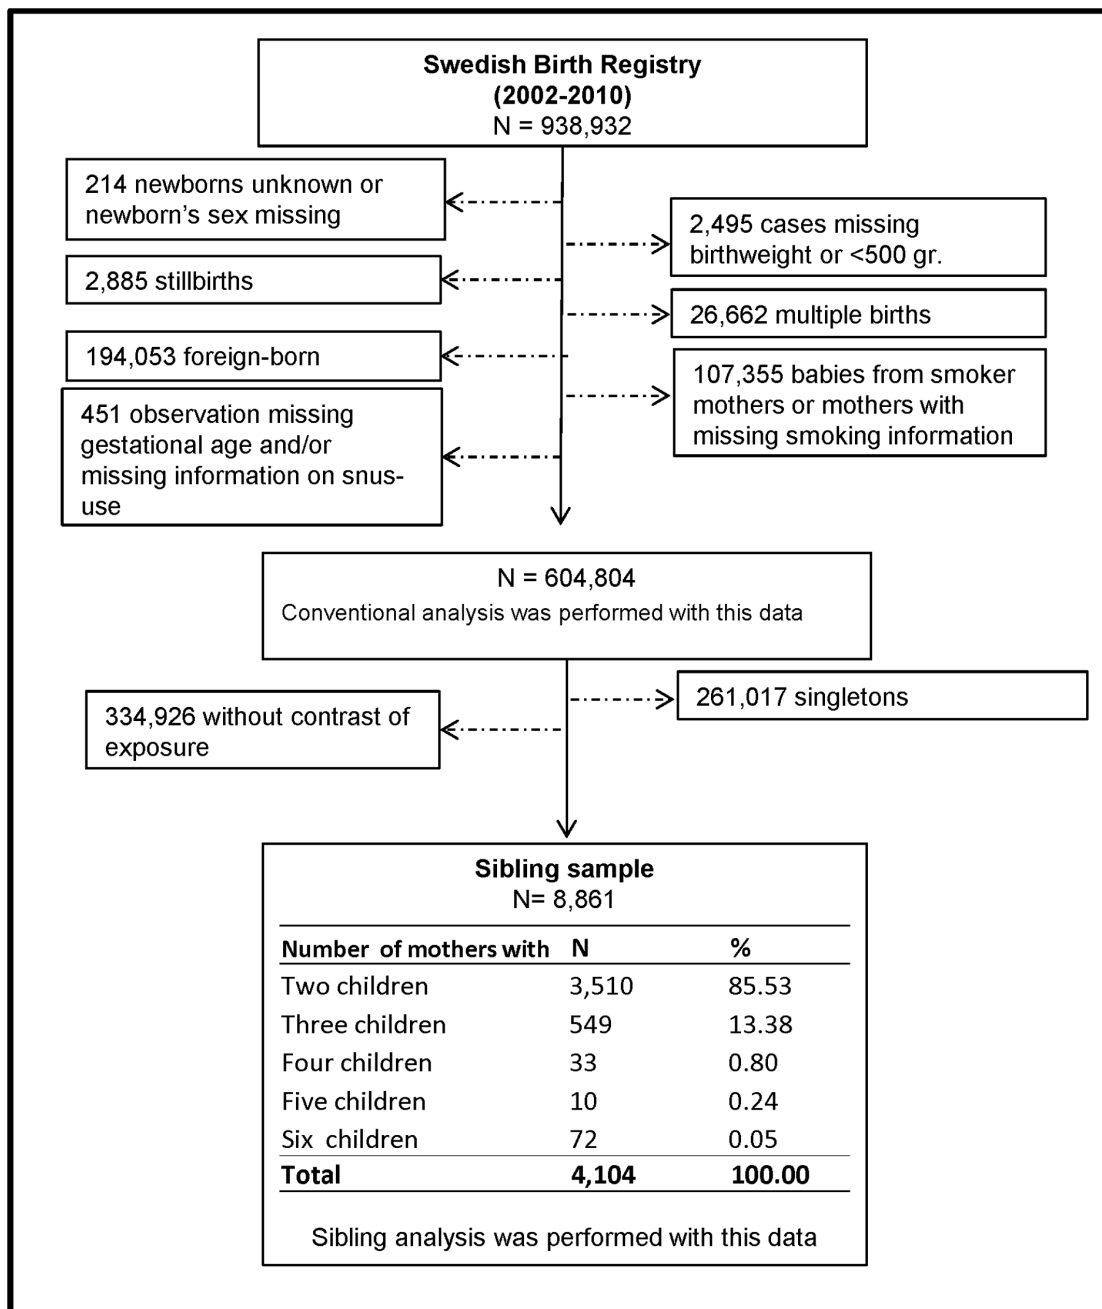 Swedish Birth Registry
(2002-2010)
N = 938,932
214 newborns unknown or
newborn's sex missing
2,495 cases missing
birthweight or <500 gr.
2,885 stillbirths
26,662 multiple births
194,053 foreign-born
107,355 babies from smoker
mothers or mothers with
missing smoking information
451 observation missing
gestational age and/or
missing information on snus-
use
N = 604,804
Conventional analysis was performed with this data
261,017 singletons
334,926 without contrast of
exposure
Sibling sample
N= 8,861
Number of mothers with N %
Two children 3,510 85.53
Three children 549 13.38
Four children 33 0.80
Five children 10 0.24
Six children 72 0.05
Total 4,104 100.00
Sibling analysis was performed with this data